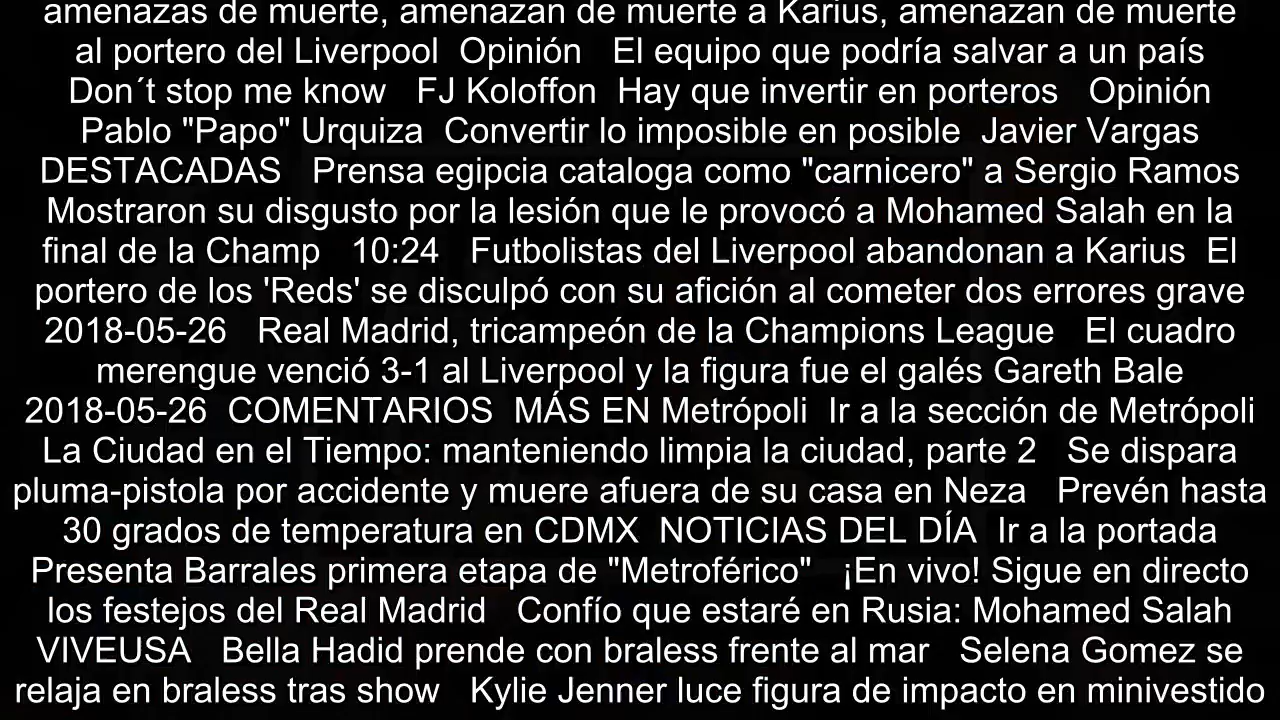 amenazas de muerte, amenazan de muerte a Karius, amenazan de muerte
al portero del Liverpool  Opinión   El equipo que podría salvar a un país
Don´t stop me know   FJ Koloffon  Hay que invertir en porteros   Opinión
Pablo "Papo" Urquiza  Convertir lo imposible en posible  Javier Vargas
DESTACADAS   Prensa egipcia cataloga como "carnicero" a Sergio Ramos
Mostraron su disgusto por la lesión que le provocó a Mohamed Salah en la
final de la Champ   10:24   Futbolistas del Liverpool abandonan a Karius  El
portero de los 'Reds' se disculpó con su afición al cometer dos errores grave
2018-05-26   Real Madrid, tricampeón de la Champions League   El cuadro
merengue venció 3-1 al Liverpool y la figura fue el galés Gareth Bale
2018-05-26  COMENTARIOS  MÁS EN Metrópoli  Ir a la sección de Metrópoli
La Ciudad en el Tiempo: manteniendo limpia la ciudad, parte 2   Se dispara
pluma-pistola por accidente y muere afuera de su casa en Neza   Prevén hasta
30 grados de temperatura en CDMX  NOTICIAS DEL DÍA  Ir a la portada
Presenta Barrales primera etapa de "Metroférico"   ¡En vivo! Sigue en directo
los festejos del Real Madrid   Confío que estaré en Rusia: Mohamed Salah
VIVEUSA   Bella Hadid prende con braless frente al mar   Selena Gomez se
relaja en braless tras show   Kylie Jenner luce figura de impacto en minivestido